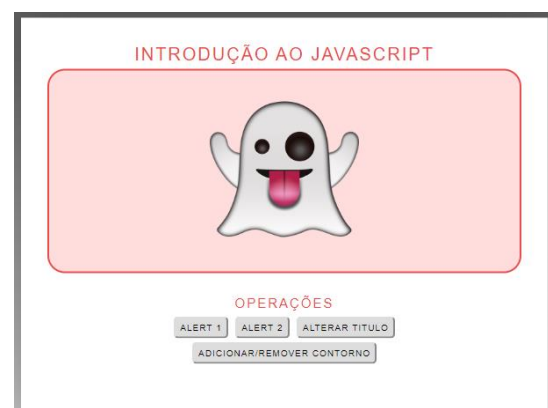 INTRODUÇÃO AO JAVASCRIPT
OPERAÇÕES
ALERT 1 ALERT 2 ALTERAR TITULO
ADICIONAR/REMOVER CONTORNO